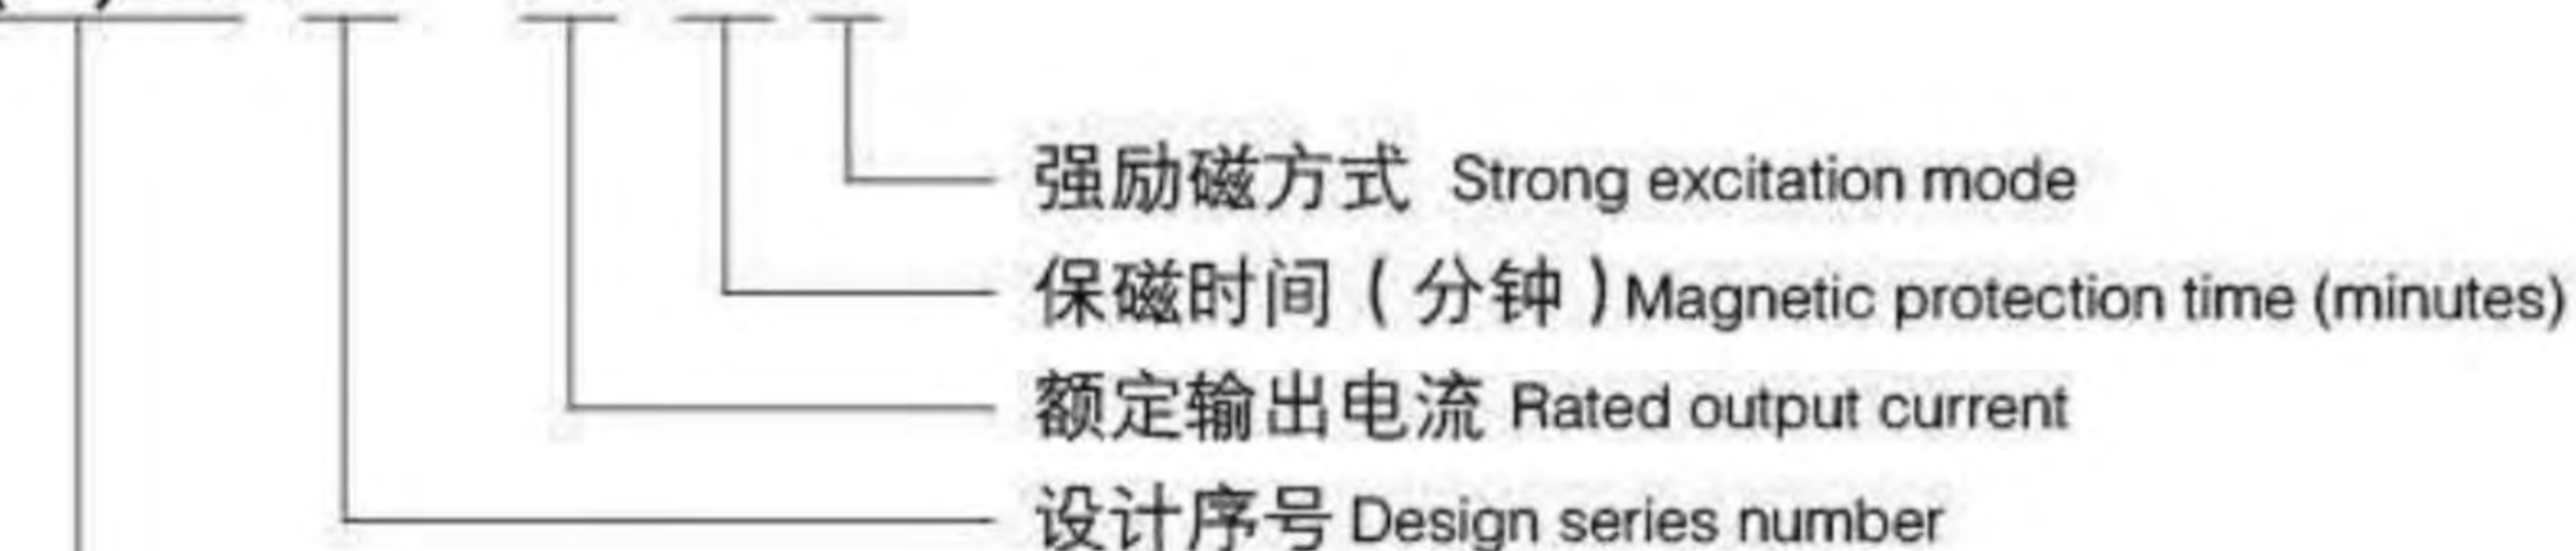 强励磁方式 Strong excitation mode
保磁时间(分钟)Magnetic protection time (minutes)
额定输出电流 Rated output current
设计序号 Design series number